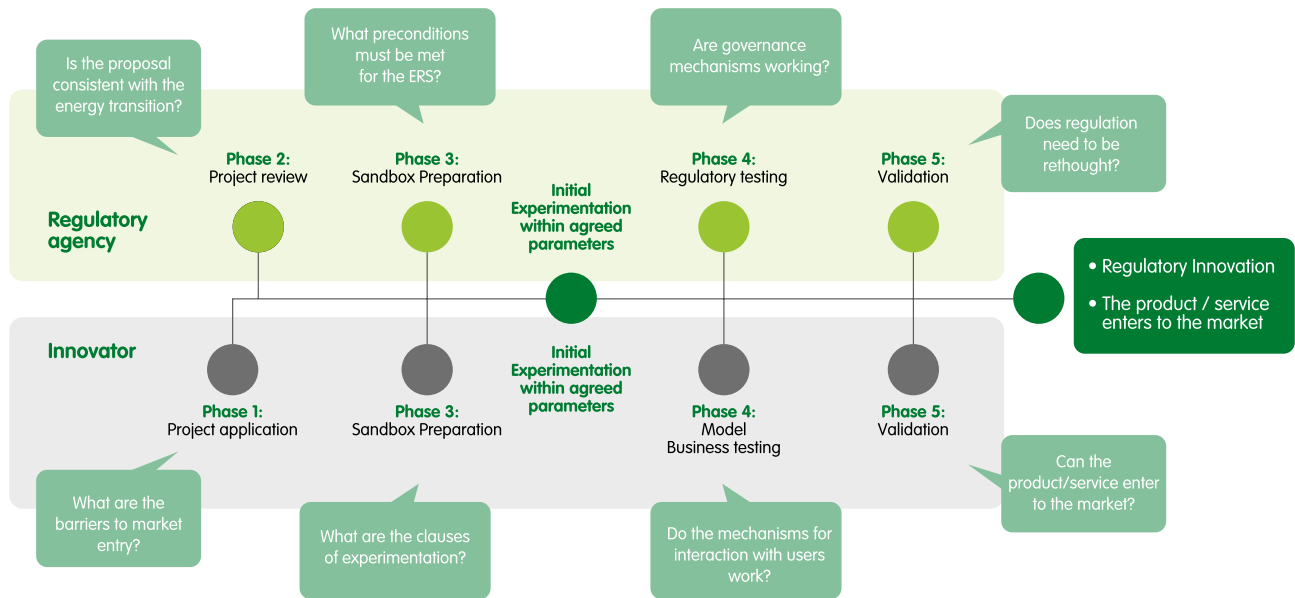 Is the proposal
consistent with the
energy transition?
What preconditions
must be met
for the ERS?
Are governance
mechanisms working?
Does regulation
need to be
rethought?
Phase 2:
Project review
Phase 3:
Sandbox Preparation
Phase 4:
Regulatory testing
Phase 5:
Validation
Regulatory
agency
Initial
Experimentation
within agreed
parameters
• Regulatory Innovation
• The product / service
enters to the market
Innovator
Initial
Experimentation
within agreed
parameters
Phase 1:
Project application
Phase 3:
Sandbox Preparation
Phase 4:
Model
Business testing
Phase 5:
Validation
What are the
barriers to market
entry?
What are the clauses
of experimentation?
Do the mechanisms for
interaction with users
work?
Can the
product/service enter
to the market?